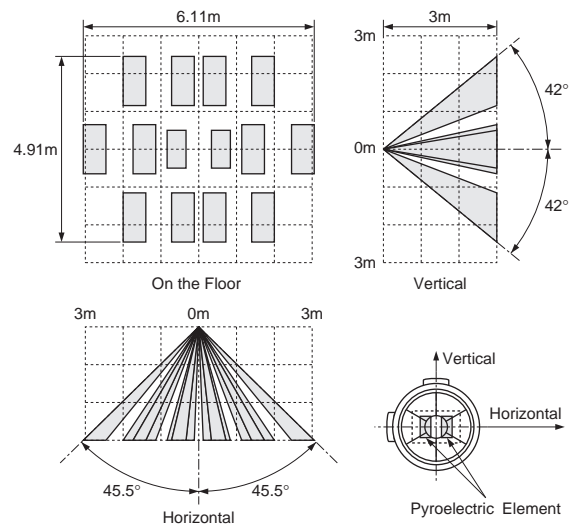 6.11m
4.91m
On the Floor
3m
3m
0m
3m
42°
42°
Vertical
3m
0m
3m
45.5°
45.5°
Horizontal
Vertical
Horizontal
Pyroelectric Element